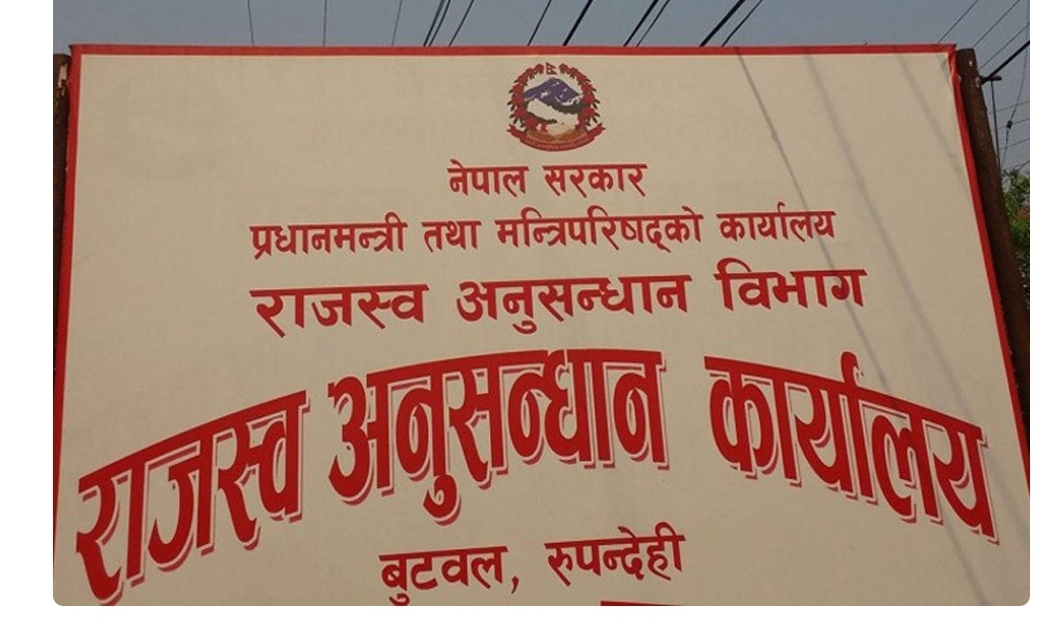 नेपाल सरकार
प्रधानमन्त्री तथा मन्त्रिपरिषद्को कार्यालय
राजस्व अनुसन्धान विभाग
राजस्व अनुसन्धान कार्यालय
बुटवल, रुपन्देही